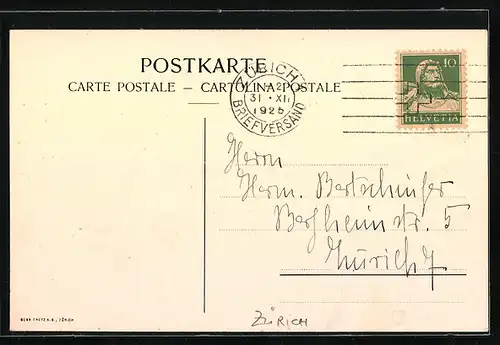 POSTKARTE
CARTE POSTALE – CARTOLINA POSTALE
ZÜRICH
31. XII
1925
BRIEFVERSAND
10
HELVETIA
Herrn
Herm. Bertschinger
Bergheimstr. 5
Zürich 7
ZÜRICH